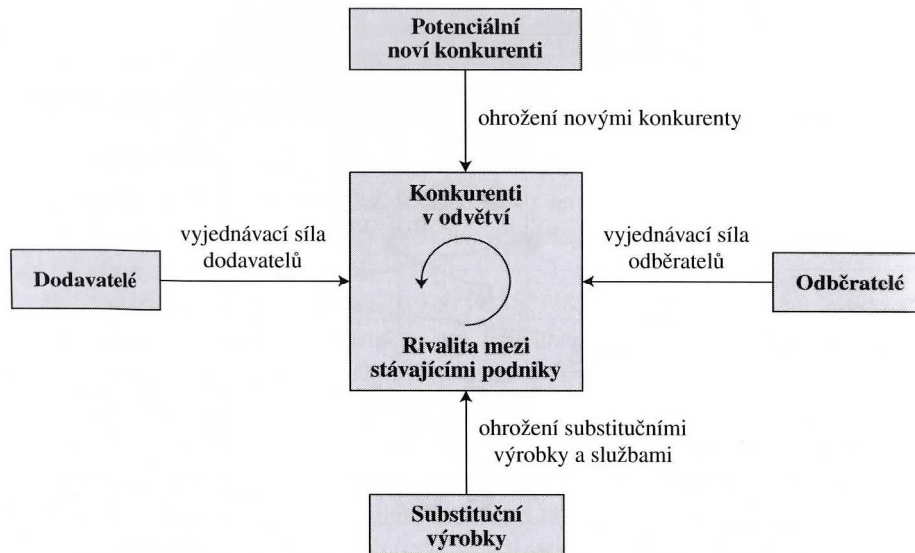 Potenciální
noví konkurenti
ohrožení novými konkurenty
Konkurenti
v odvětví
vyjednávací síla
dodavatelů
vyjednávací síla
odběratelů
Dodavatelé
Odběratelé
Rivalita mezi
stávajícími podniky
ohrožení substitučními
výrobky a službami
Substituční
výrobky